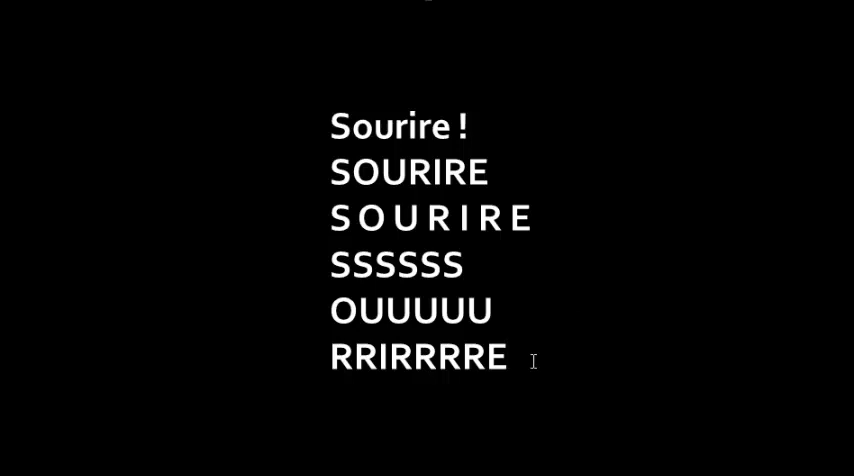 Sourire !
SOURIRE
S O U R I R E
SSSSSS
OUUUUU
RRIRRRRE